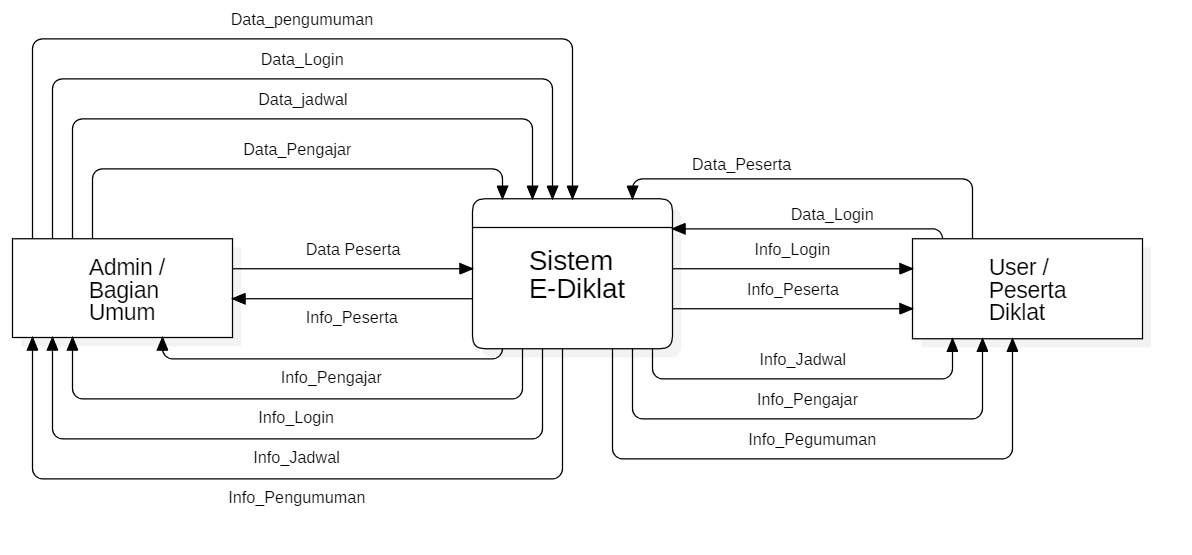 Data_pengumuman
Data_Login
Data_jadwal
Data_Pengajar
Data_Peserta
Data_Login
Data Peserta
Info_Login
Sistem
E-Diklat
Admin /
Bagian
Umum
User /
Peserta
Diklat
Info_Peserta
Info_Peserta
Info_Jadwal
Info_Pengajar
Info_Pengajar
Info_Login
Info_Pegumuman
Info_Jadwal
Info_Pengumuman